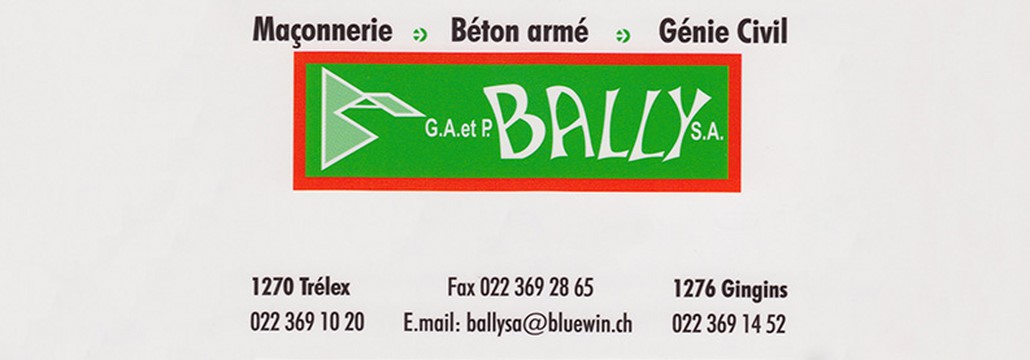 Maçonnerie Béton armé Génie Civil
G.A.et P. BALLY S.A.
1270 Trélex Fax 022 369 28 65 1276 Gingins
022 369 10 20 E.mail: ballysa@bluewin.ch 022 369 14 52